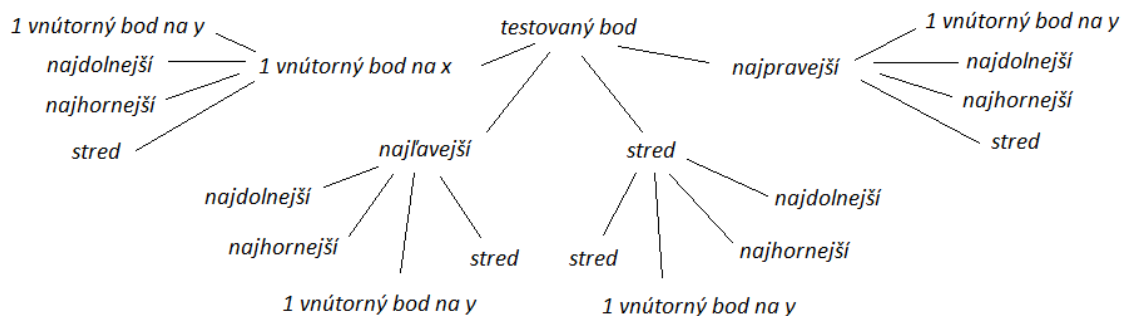 testovaný bod
1 vnútorný bod na x
1 vnútorný bod na y
najdolnejší
najhornejší
stred
najľavejší
najdolnejší
najhornejší
1 vnútorný bod na y
stred
stred
stred
1 vnútorný bod na y
najhornejší
najdolnejší
najpravejší
1 vnútorný bod na y
najdolnejší
najhornejší
stred